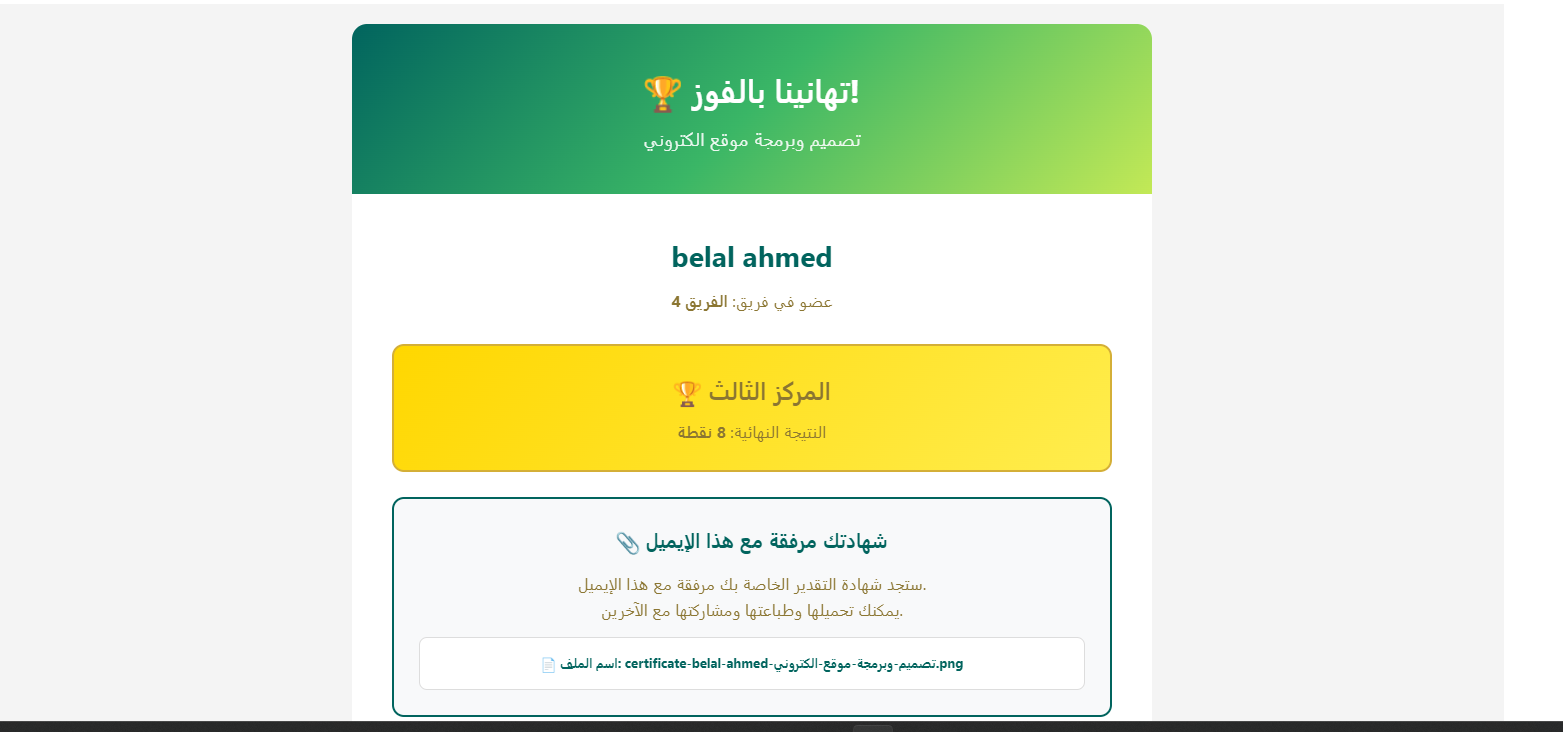 تهانينا بالفوز! 🏆
تصميم وبرمجة موقع الكتروني
belal ahmed
عضو في فريق: الفريق 4
المركز الثالث 🏆
النتيجة النهائية: 8 نقطة
شهادتك مرفقة مع هذا الإيميل 📎
ستجد شهادة التقدير الخاصة بك مرفقة مع هذا الإيميل.
يمكنك تحميلها وطباعتها ومشاركتها مع الآخرين.
📄 اسم الملف: certificate-belal-ahmed-تصميم-وبرمجة-موقع-الكتروني.png